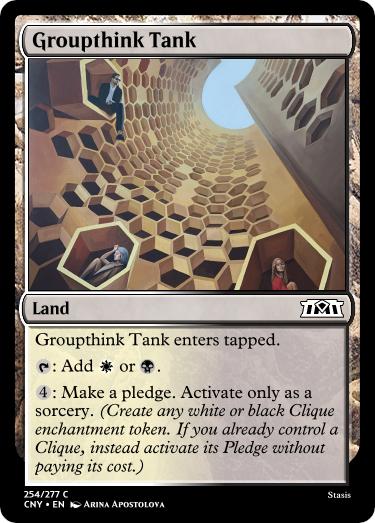 Groupthink Tank
Land
Groupthink Tank enters tapped.
: Add or .
4: Make a pledge. Activate only as a
sorcery. (Create any white or black Clique
enchantment token. If you already control a
Clique, instead activate its Pledge without
paying its cost.)
254/277 C Stasis
CNY • EN Arina Apostolova